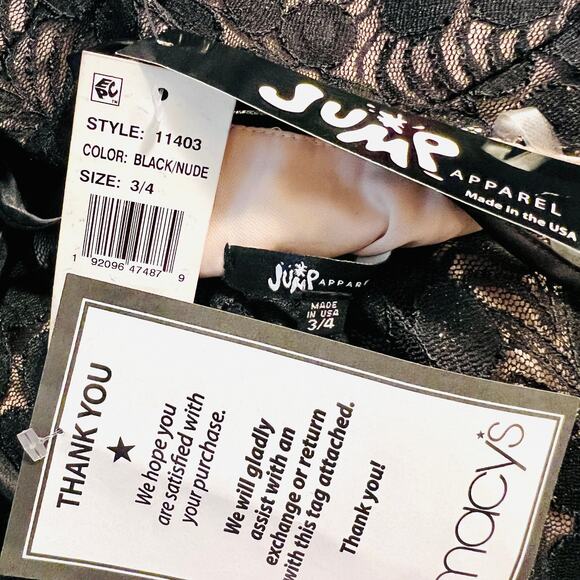 EPC™
STYLE: 11403
COLOR: BLACK/NUDE
SIZE: 3/4
1 92096 47487 9
JUMP
APPAREL
Made in the USA
JUMP APPAR
MADE
IN USA
3/4
THANK YOU
We hope you
are satisfied with
your purchase.
We will gladly
assist with an
exchange or return
with this tag attached.
Thank you!
macy's